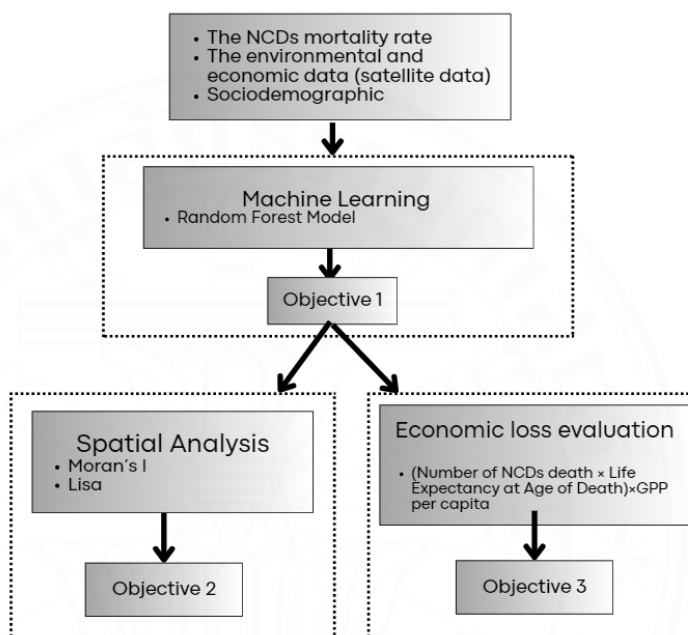 • The NCDs mortality rate
• The environmental and
economic data (satellite data)
• Sociodemographic
Machine Learning
• Random Forest Model
Objective 1
Spatial Analysis
• Moran's I
• Lisa
Objective 2
Economic loss evaluation
• (Number of NCDs death × Life
Expectancy at Age of Death)×GPP
per capita
Objective 3